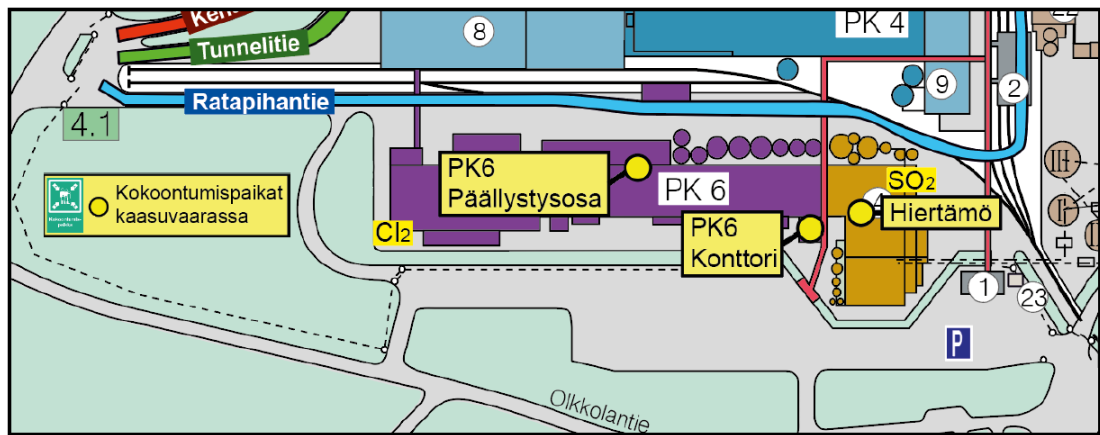 Tunnelitie
8
PK 4
9
2
22
Ratapihantie
4.1
Kokoontumispaikat
kaasuvaarassa
PK6
Päällystysosa
PK 6
SO2
Cl2
PK6
Konttori
Hiertämö
1
23
P
Olkkolantie